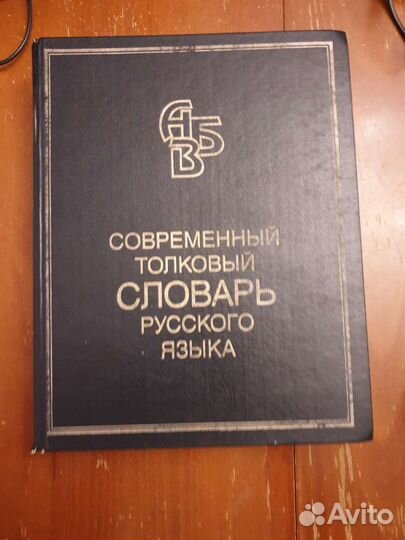 АБВ
СОВРЕМЕННЫЙ
ТОЛКОВЫЙ
СЛОВАРЬ
РУССКОГО
ЯЗЫКА
Avito